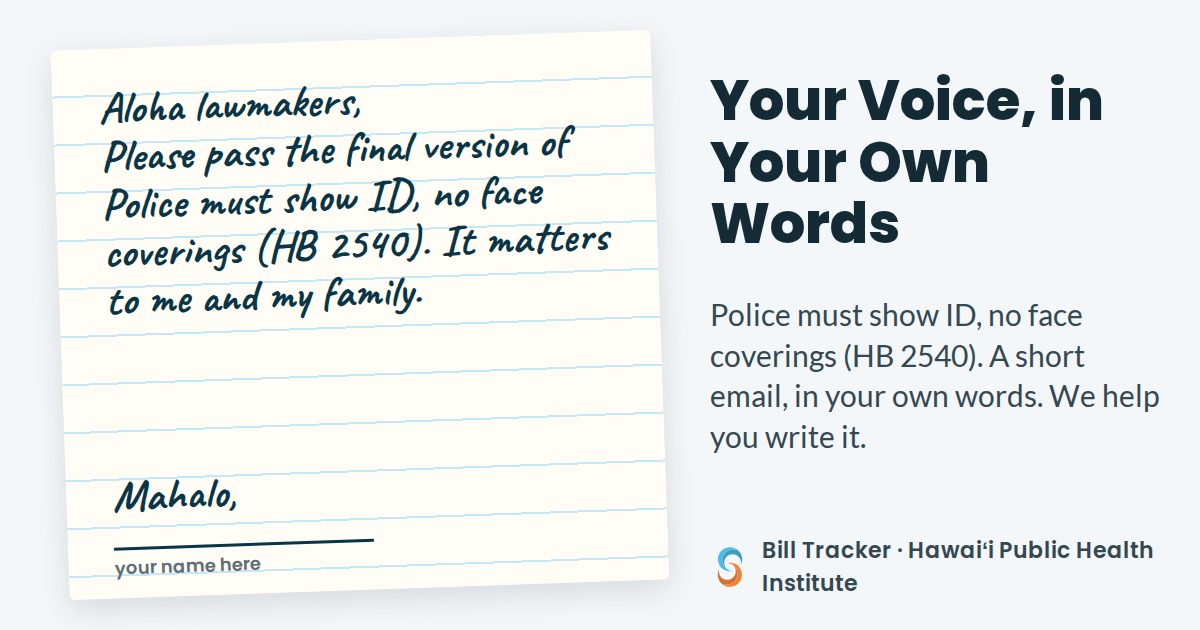 Aloha lawmakers,
Please pass the final version of
Police must show ID, no face
coverings (HB 2540). It matters
to me and my family.
Mahalo,
your name here
Your Voice, in
Your Own
Words
Police must show ID, no face
coverings (HB 2540). A short
email, in your own words. We help
you write it.
Bill Tracker · Hawaiʻi Public Health
Institute